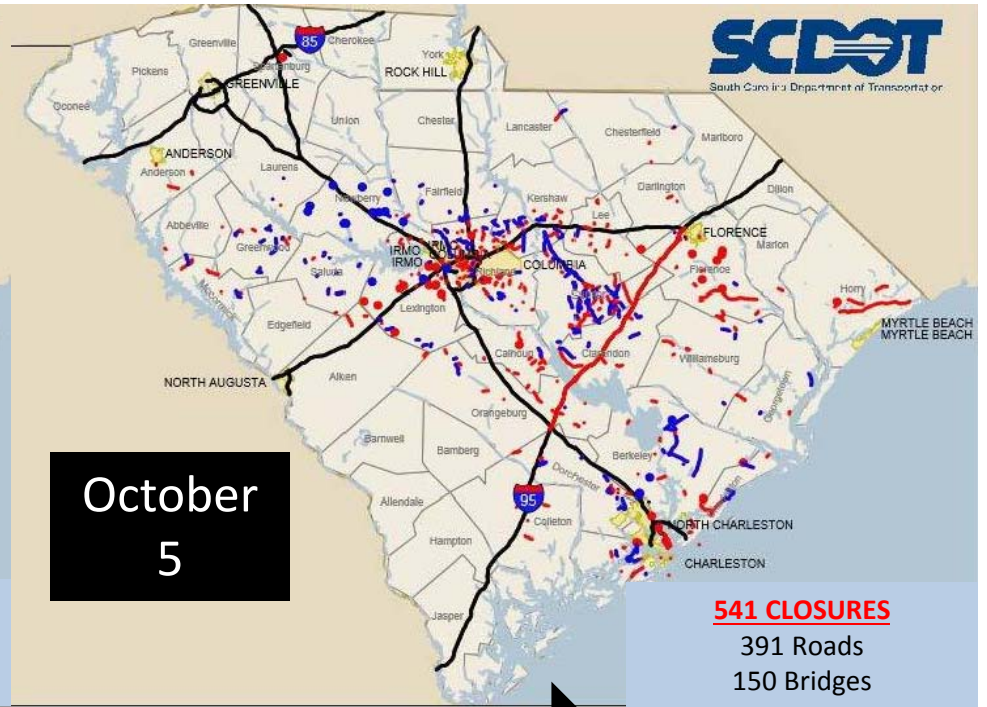 SCDOT
South Carolina Department of Transportation
Greenville
85
Cherokee
York
ROCK HILL
Pickens
Spartanburg
GREENVILLE
Oconee
Union
Chester
Lancaster
Chesterfield
Marlboro
ANDERSON
Anderson
Laurens
Newberry
Fairfield
Kershaw
Darlington
Dillon
Abbeville
Lee
FLORENCE
Marion
Greenwood
IRMO
IRMO
Richland
COLUMBIA
Saluda
Florence
Horry
McCormick
Lexington
MYRTLE BEACH
MYRTLE BEACH
Edgefield
Calhoun
Clarendon
Williamsburg
NORTH AUGUSTA
Aiken
Georgetown
Orangeburg
Barnwell
Bamberg
Berkeley
Dorchester
Allendale
95
Colleton
NORTH CHARLESTON
Hampton
CHARLESTON
Jasper
October
5
541 CLOSURES
391 Roads
150 Bridges